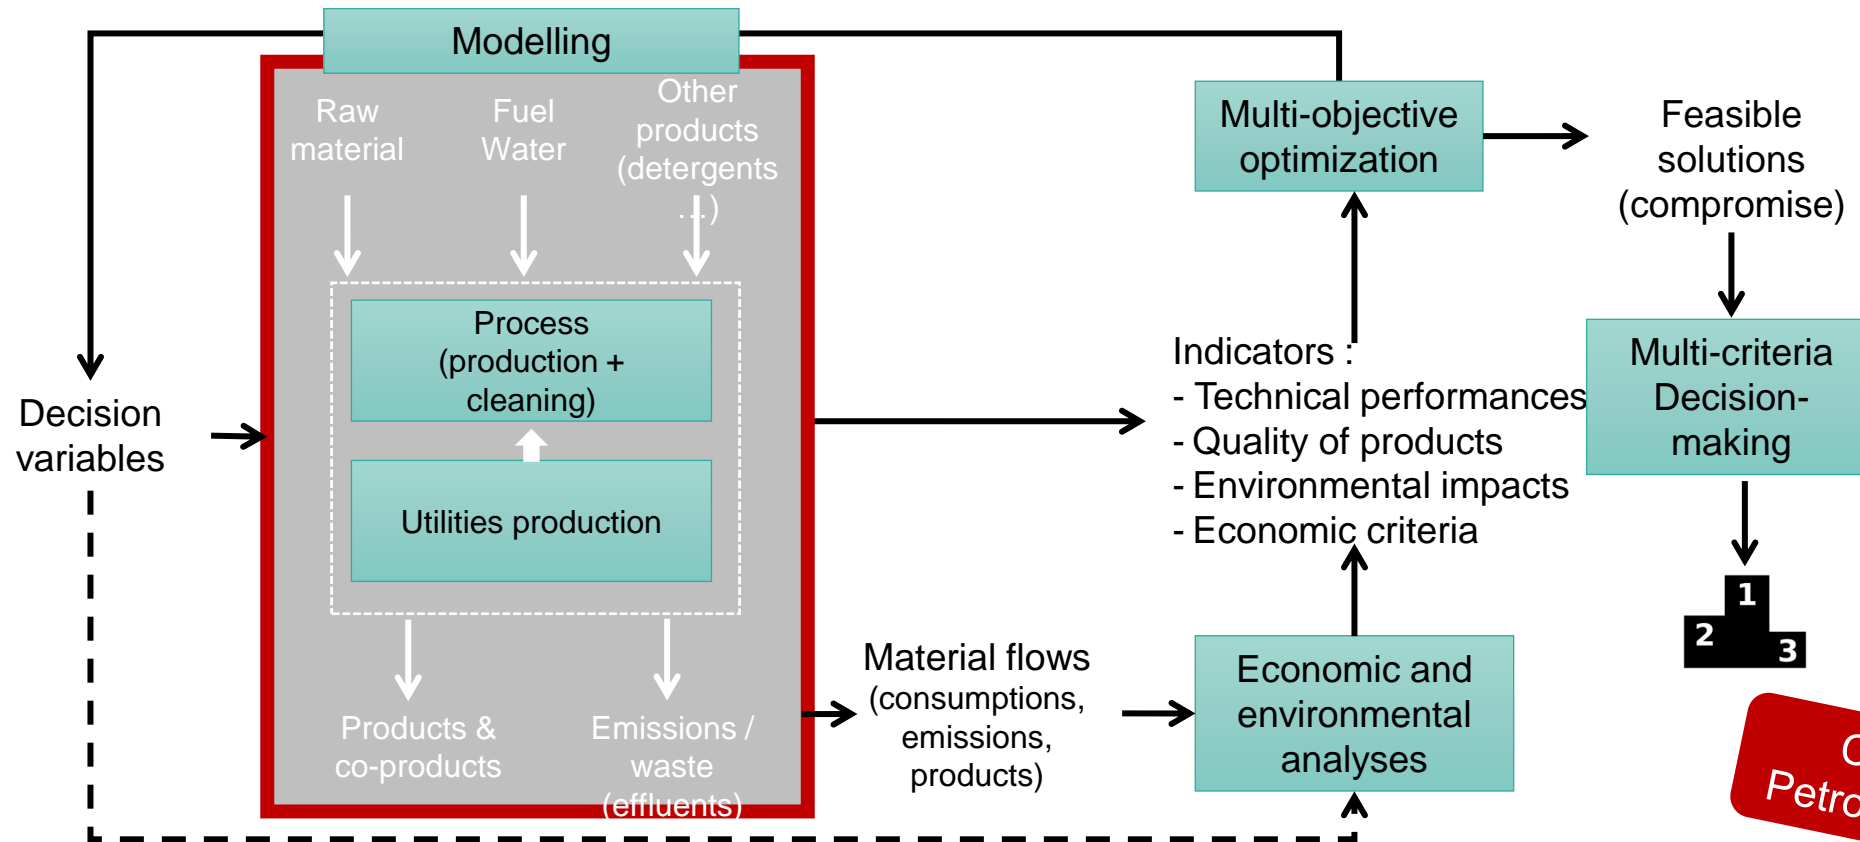 Modelling
Raw
material
Fuel
Water
Other
products
(detergents
...)
Process
(production +
cleaning)
Utilities production
Products &
co-products
Emissions /
waste
(effluents)
Decision
variables
Material flows
(consumptions,
emissions,
products)
Economic and
environmental
analyses
Indicators :
- Technical performances
- Quality of products
- Environmental impacts
- Economic criteria
Multi-objective
optimization
Feasible
solutions
(compromise)
Multi-criteria
Decision-
making
1
2
3